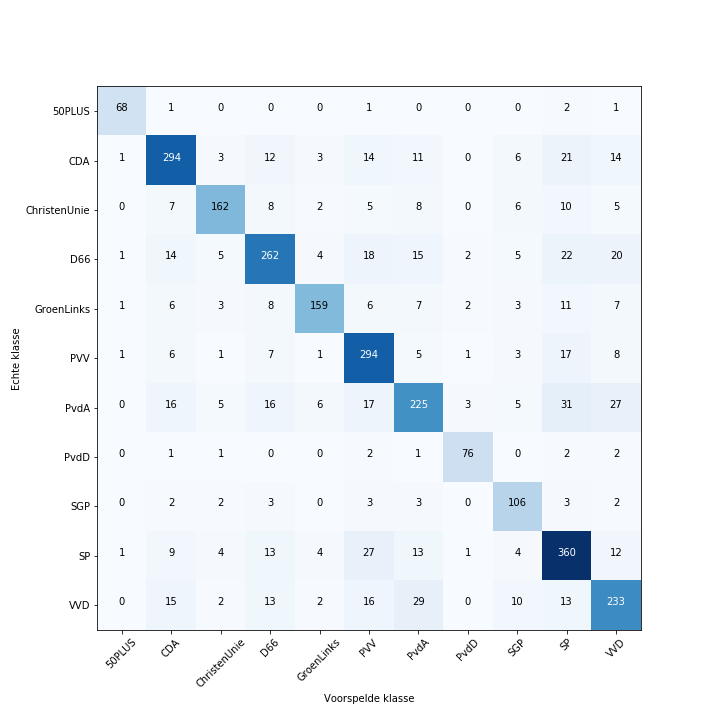 50PLUS 68 1 0 0 0 1 0 0 0 2 1
CDA 1 294 3 12 3 14 11 0 6 21 14
ChristenUnie 0 7 162 8 2 5 8 0 6 10 5
D66 1 14 5 262 4 18 15 2 5 22 20
GroenLinks 1 6 3 8 159 6 7 2 3 11 7
PVV 1 6 1 7 1 294 5 1 3 17 8
Echte klasse
PvdA 0 16 5 16 6 17 225 3 5 31 27
PvdD 0 1 1 0 0 2 1 76 0 2 2
SGP 0 2 2 3 0 3 3 0 106 3 2
SP 1 9 4 13 4 27 13 1 4 360 12
VVD 0 15 2 13 2 16 29 0 10 13 233
50PLUS CDA ChristenUnie D66 GroenLinks PVV PvdA PvdD SGP SP VVD
Voorspelde klasse